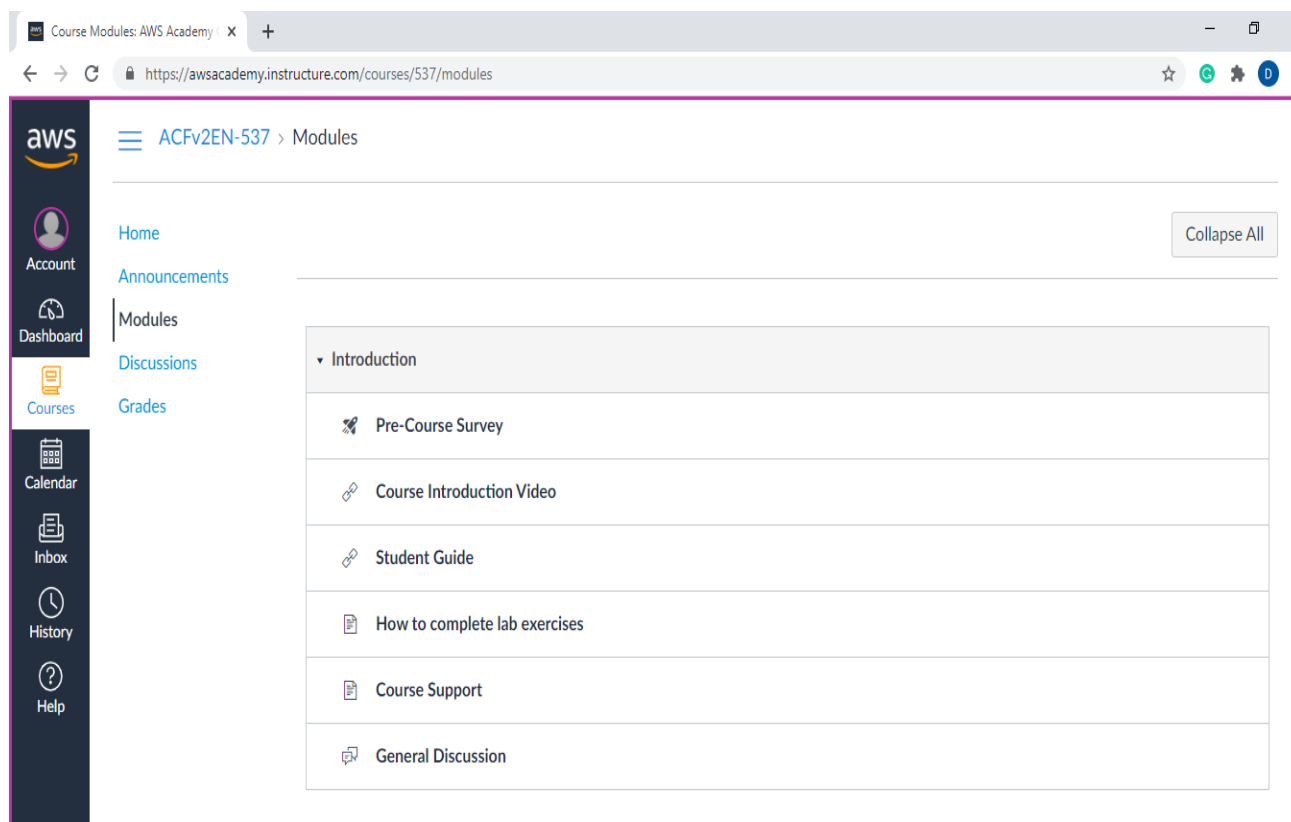 aws Course Modules: AWS Academy
https://awsacademy.instructure.com/courses/537/modules
G
D
aws
ACFv2EN-537 > Modules
Account
Dashboard
Courses
Calendar
Inbox
History
Help
Home
Announcements
Modules
Discussions
Grades
Collapse All
Introduction
Pre-Course Survey
Course Introduction Video
Student Guide
How to complete lab exercises
Course Support
General Discussion